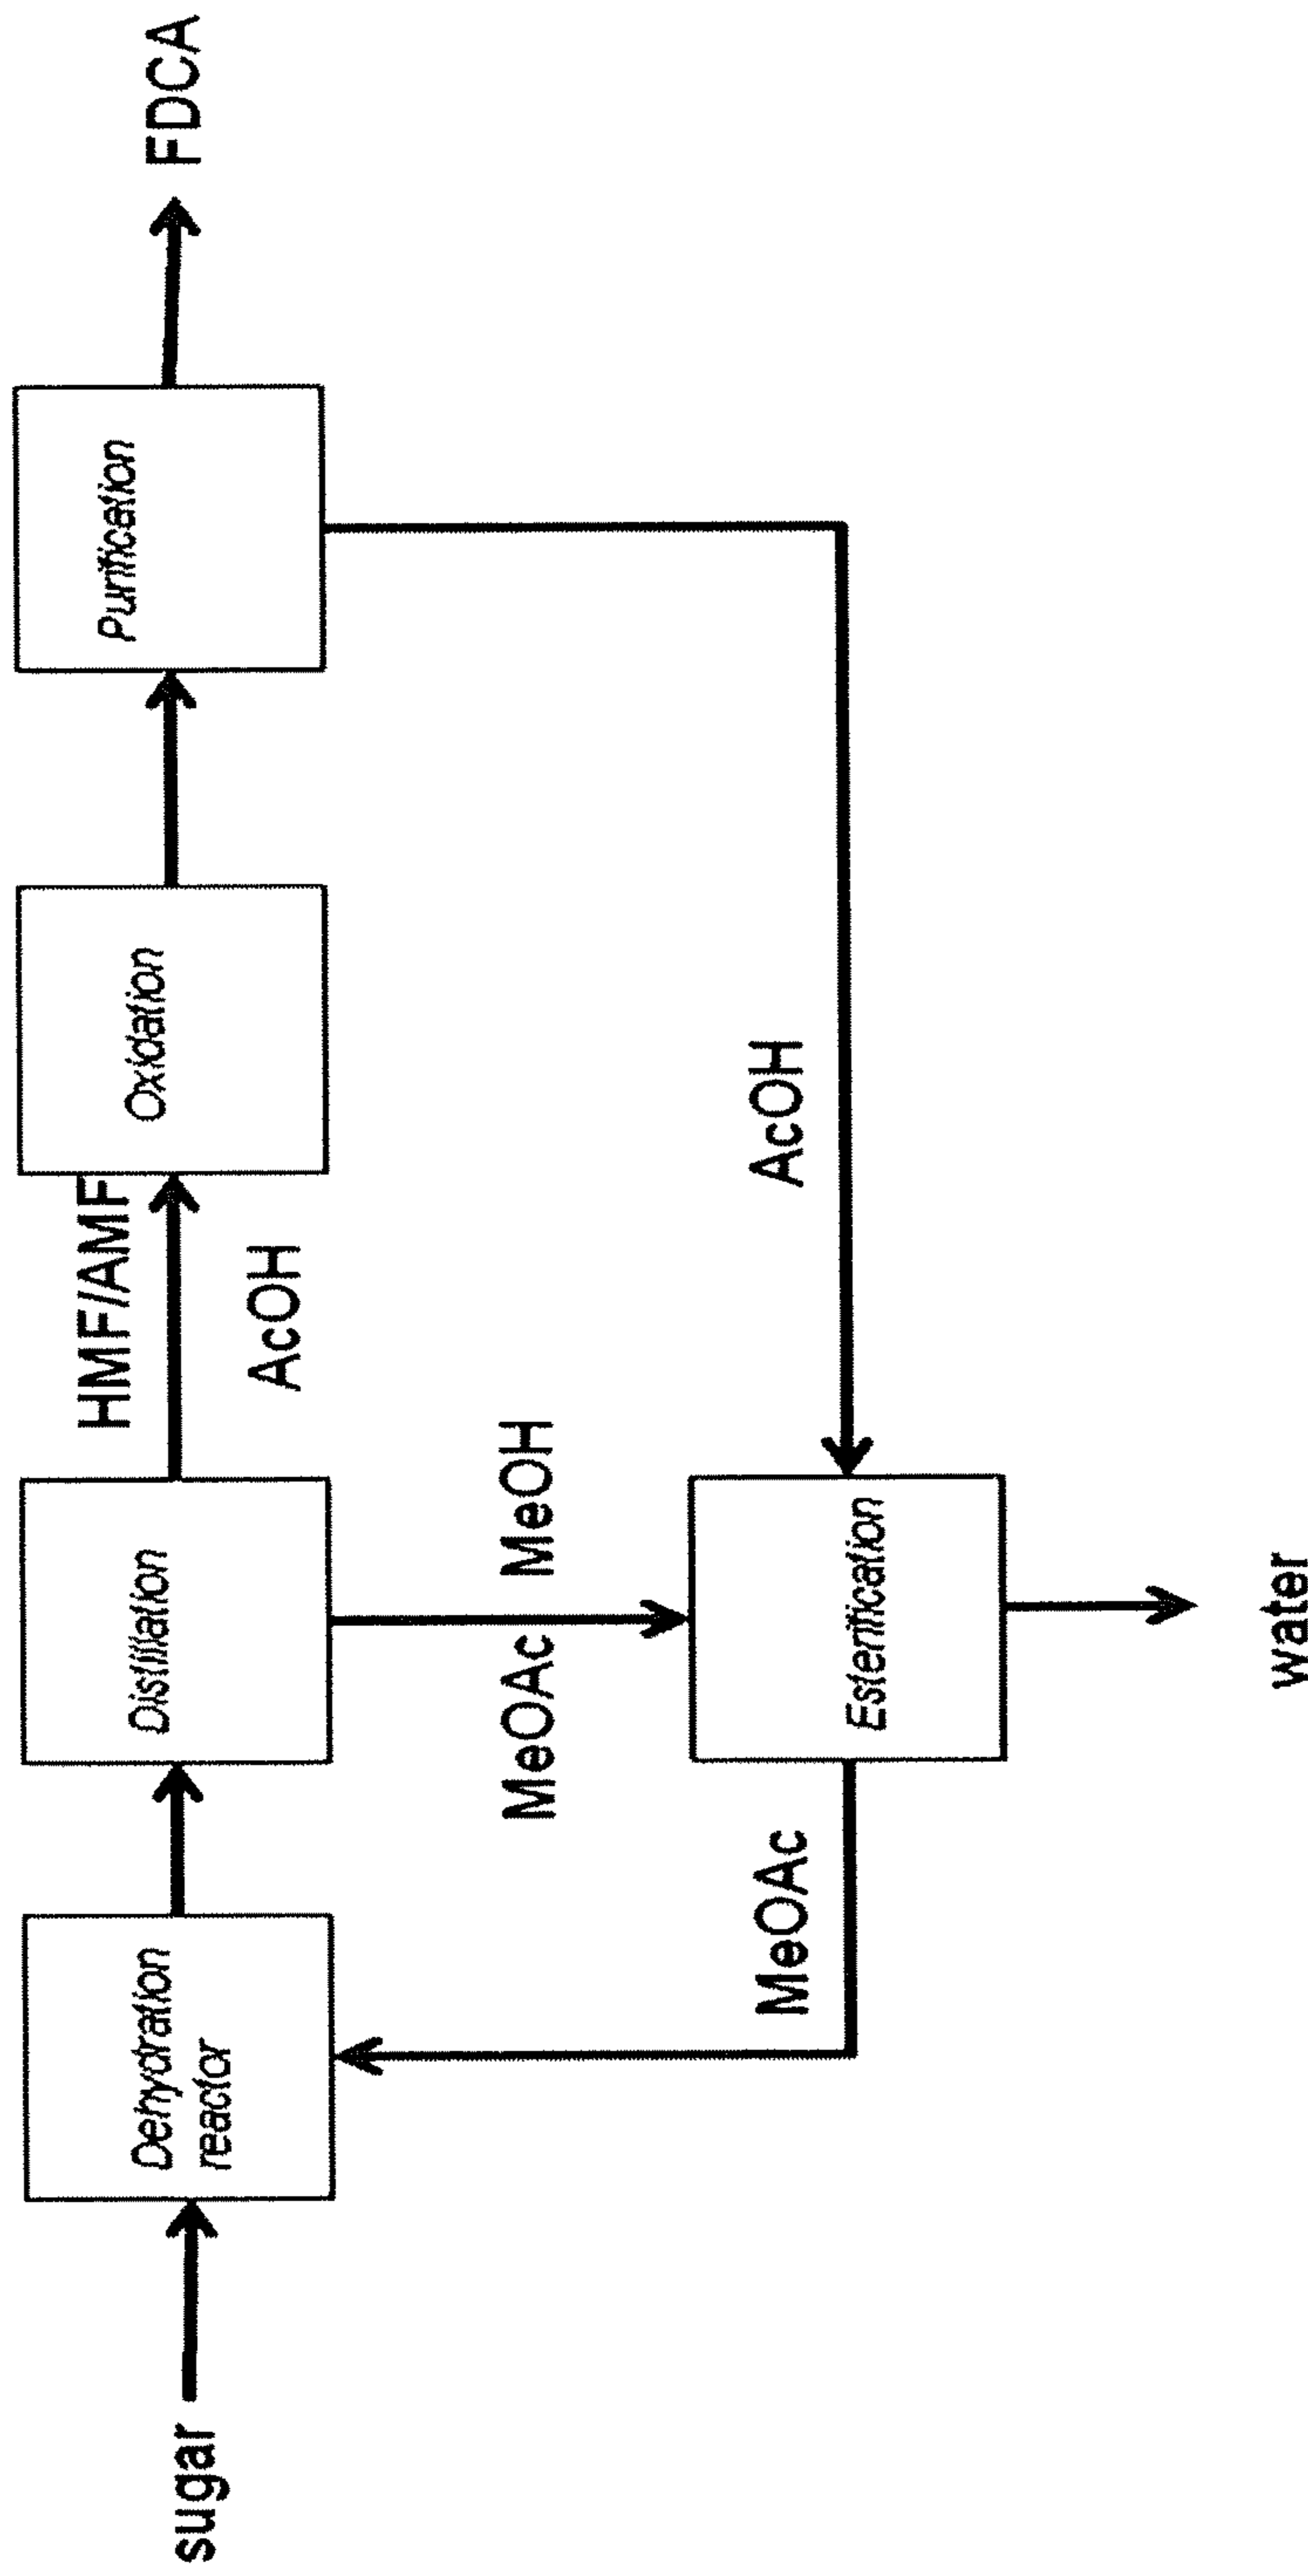 sugar
Dehydration
reactor
Distillation
HMF/AMF
AcOH
Oxidation
Purification
FDCA
MeOAc MeOH
MeOAc
Esterification
AcOH
water